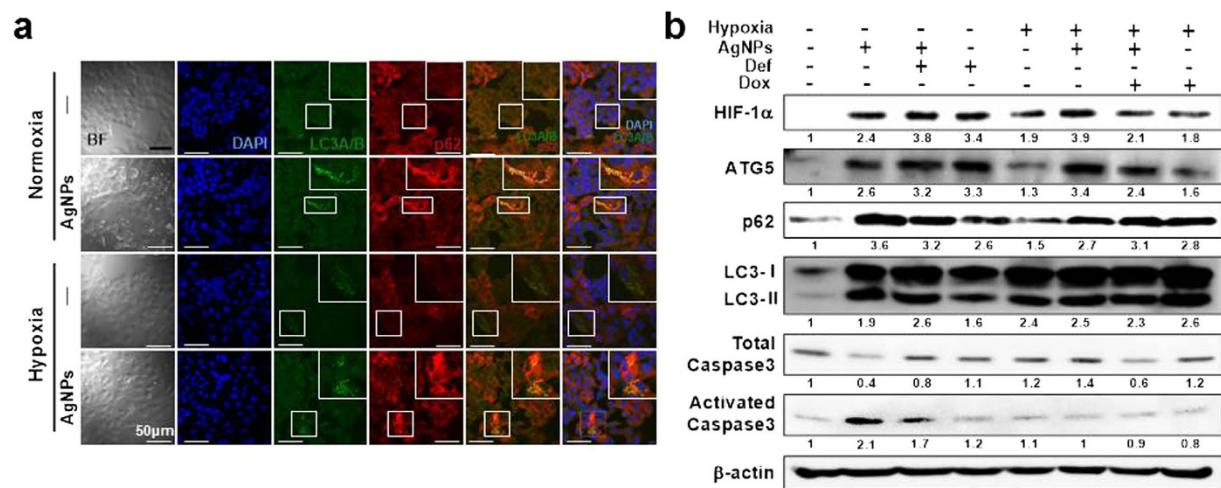 a
Normoxia
Hypoxia
—
AgNPs
—
AgNPs
BF
DAPI
LC3A/B
p62
LC3A/B
DAPI
LC3A/B
50µm
b
Hypoxia - - - - + + + +
AgNPs - + + - - + + -
Def - - + + - - - -
Dox - - - - - - + +
HIF-1α
1 2.4 3.8 3.4 1.9 3.9 2.1 1.8
ATG5
1 2.6 3.2 3.3 1.3 3.4 2.4 1.6
p62
1 3.6 3.2 2.6 1.5 2.7 3.1 2.8
LC3-I
LC3-II
1 1.9 2.6 1.6 2.4 2.5 2.3 2.6
Total
Caspase3
1 0.4 0.8 1.1 1.2 1.4 0.6 1.2
Activated
Caspase3
1 2.1 1.7 1.2 1.1 1 0.9 0.8
β-actin